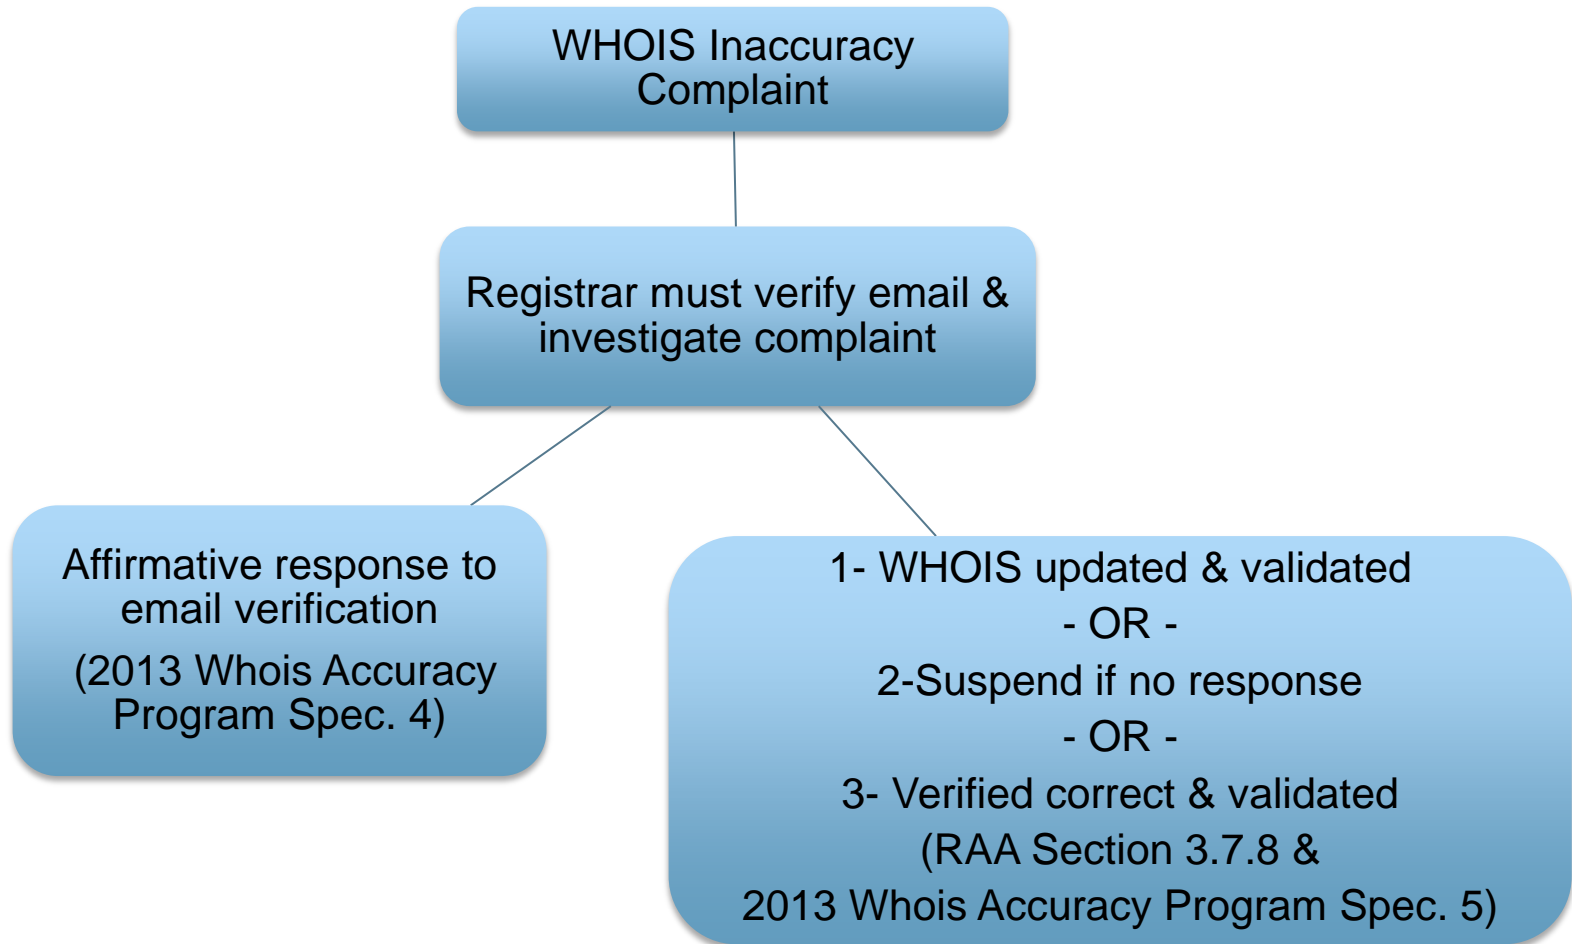 WHOIS Inaccuracy
Complaint
Registrar must verify email &
investigate complaint
Affirmative response to
email verification
(2013 Whois Accuracy
Program Spec. 4)
1- WHOIS updated & validated
- OR -
2-Suspend if no response
- OR -
3- Verified correct & validated
(RAA Section 3.7.8 &
2013 Whois Accuracy Program Spec. 5)